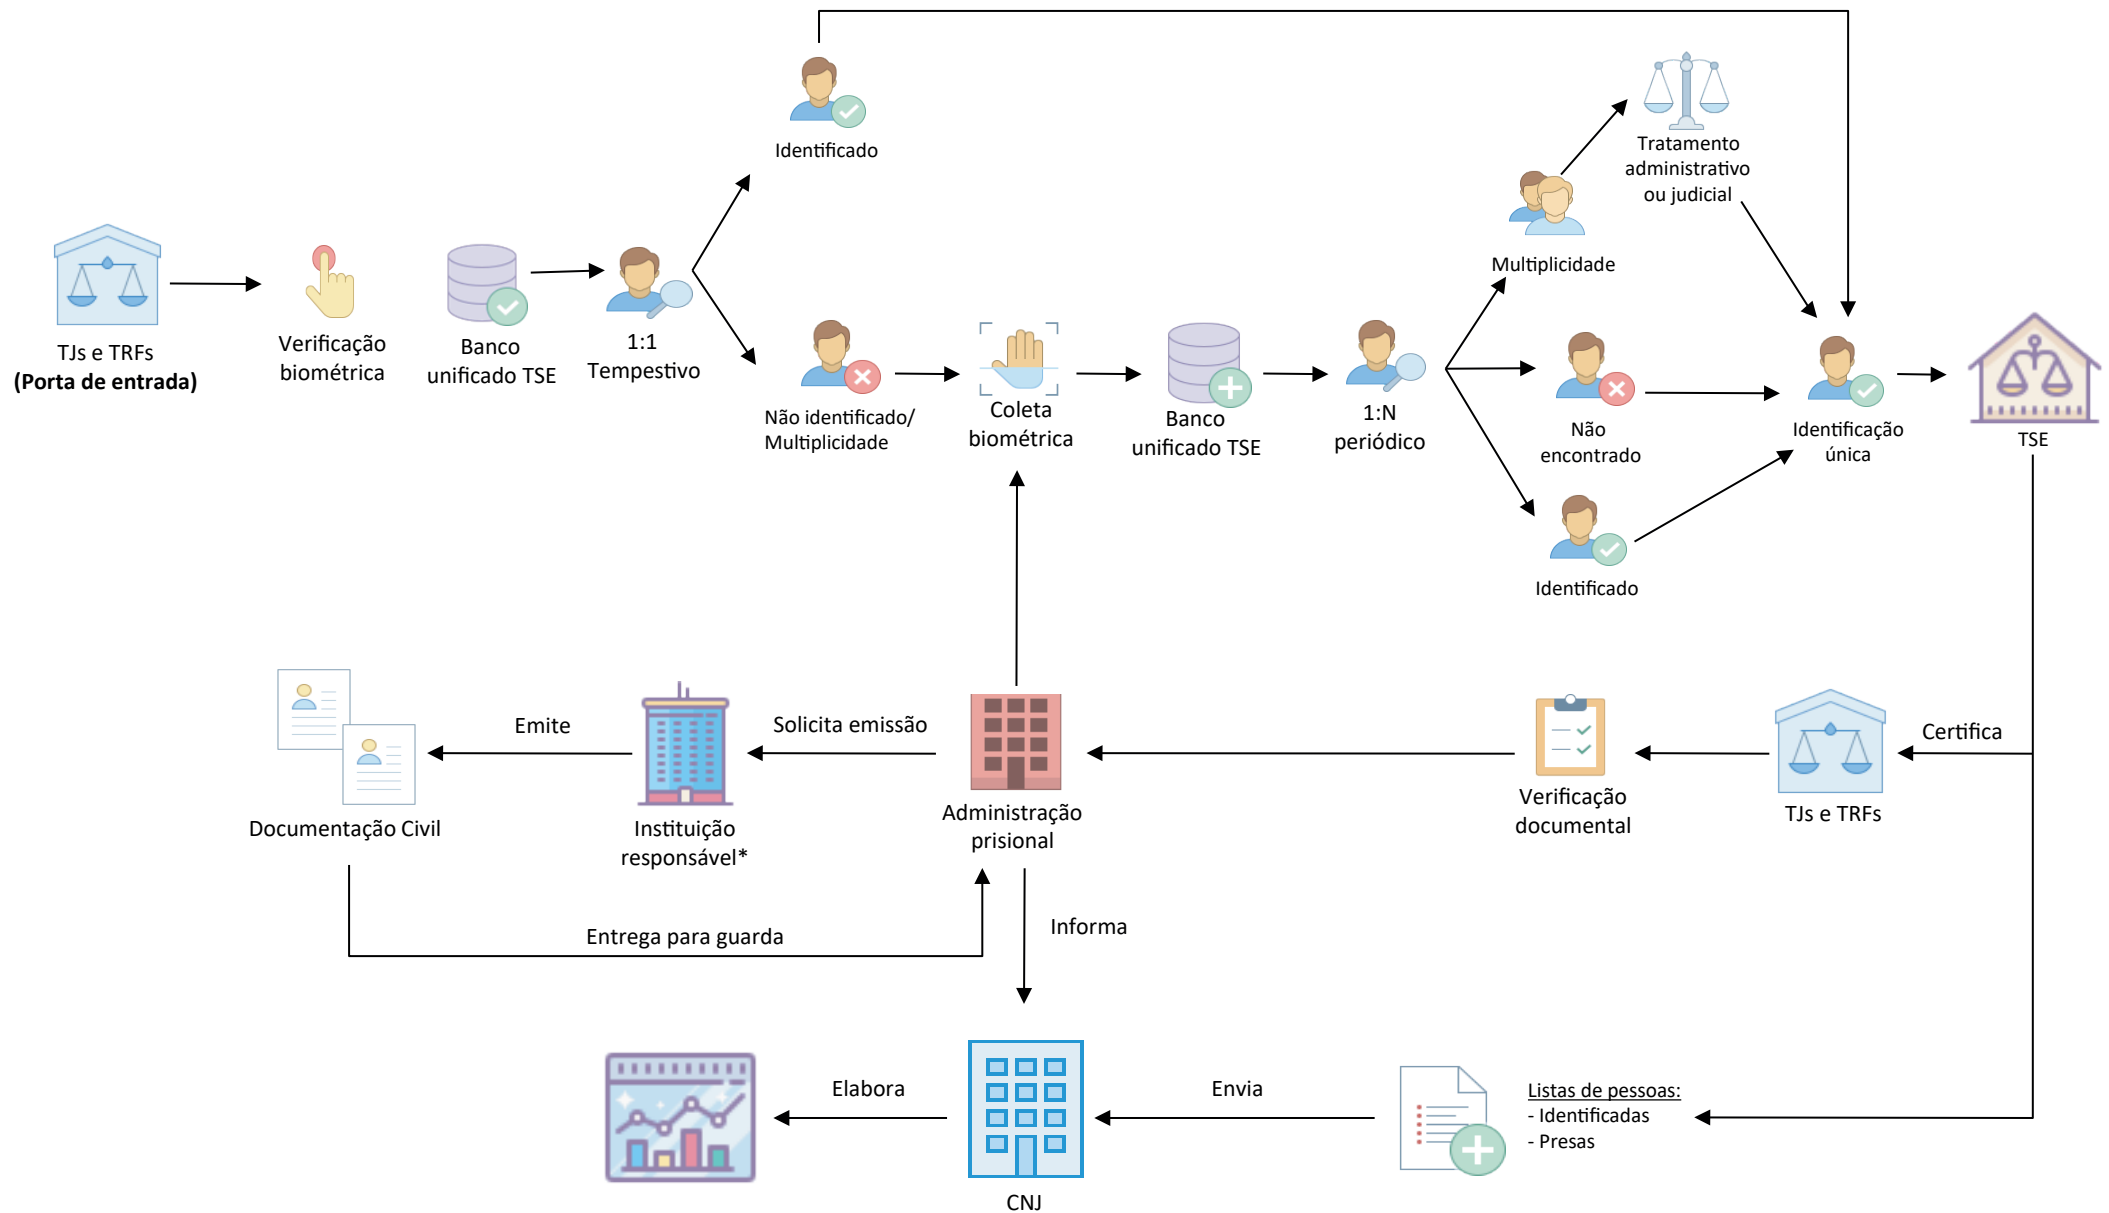 Identificado
Tratamento
administrativo
ou judicial
Multiplicidade
TJs e TRFs
(Porta de entrada)
Verificação
biométrica
Banco
unificado TSE
1:1
Tempestivo
Não identificado/
Multiplicidade
Coleta
biométrica
Banco
unificado TSE
1:N
periódico
Não
encontrado
Identificação
única
TSE
Identificado
Emite
Solicita emissão
Certifica
Documentação Civil
Instituição
responsável*
Administração
prisional
Verificação
documental
TJs e TRFs
Entrega para guarda
Informa
Elabora
Envia
Listas de pessoas:
- Identificadas
- Presas
CNJ